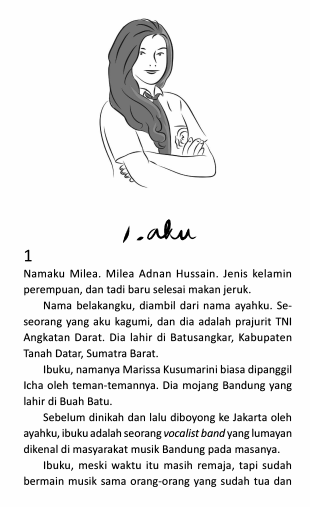 1. aku
1
Namaku Milea. Milea Adnan Hussain. Jenis kelamin
perempuan, dan tadi baru selesai makan jeruk.
Nama belakangku, diambil dari nama ayahku. Se-
seorang yang aku kagumi, dan dia adalah prajurit TNI
Angkatan Darat. Dia lahir di Batusangkar, Kabupaten
Tanah Datar, Sumatra Barat.
Ibuku, namanya Marissa Kusumarini biasa dipanggil
Icha oleh teman-temannya. Dia mojang Bandung yang
lahir di Buah Batu.
Sebelum dinikah dan lalu diboyong ke Jakarta oleh
ayahku, ibuku adalah seorang vocalist band yang lumayan
dikenal di masyarakat musik Bandung pada masanya.
Ibuku, meski waktu itu masih remaja, tapi sudah
bermain musik sama orang-orang yang sudah tua dan